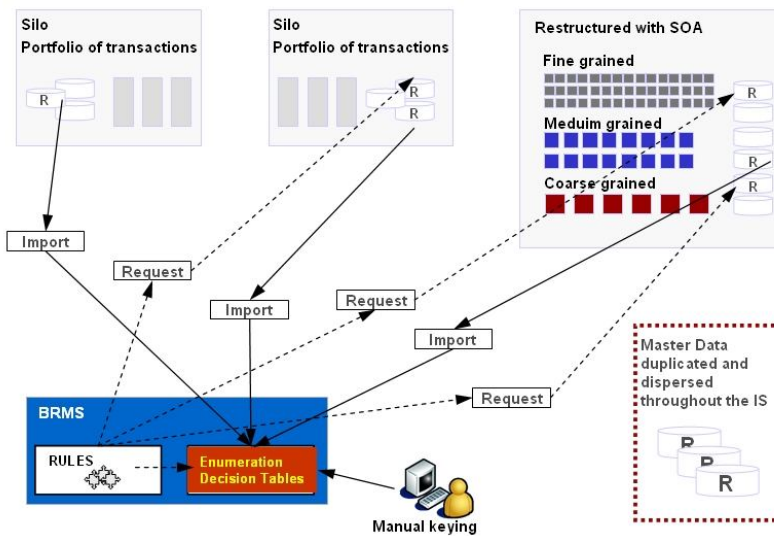 Silo
Portfolio of transactions
R
Silo
Portfolio of transactions
R
R
Restructured with SOA
Fine grained
R
Meduim grained
R
Coarse grained
R
Import
Request
Import
Request
Import
Request
Master Data
duplicated and
dispersed
throughout the IS
R
R
R
BRMS
RULES
Enumeration
Decision Tables
Manual keying